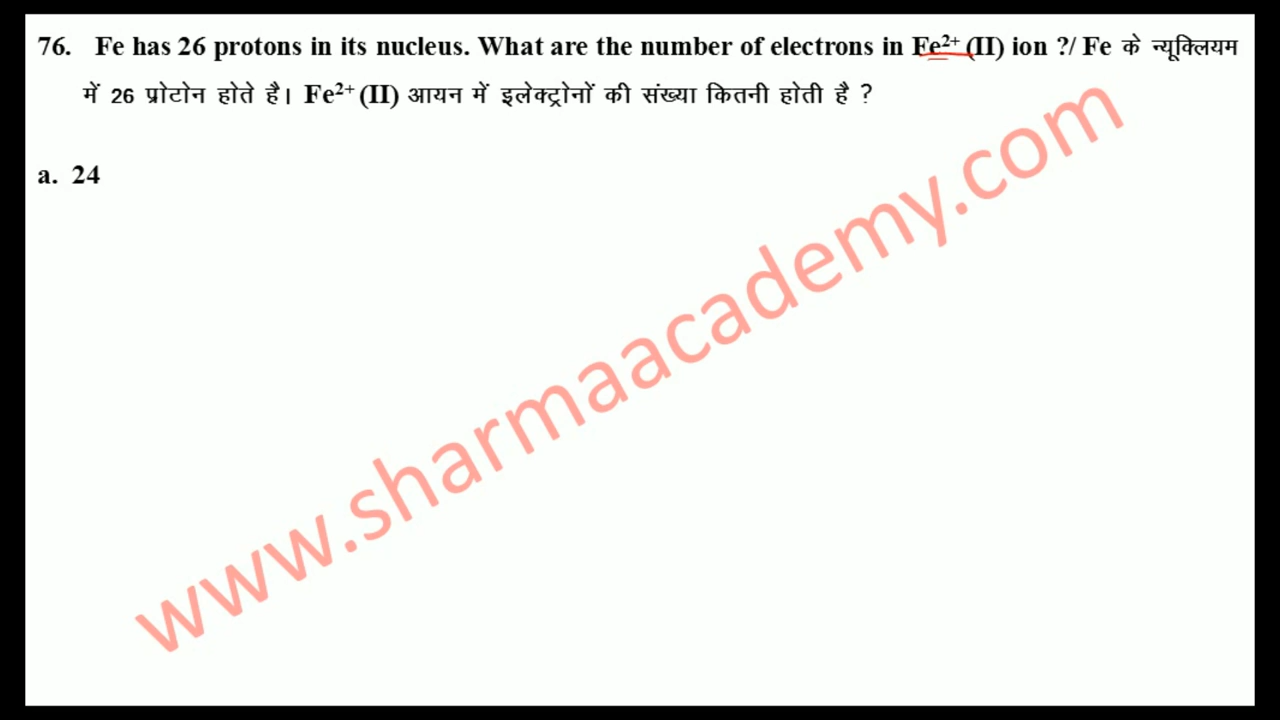 76. Fe has 26 protons in its nucleus. What are the number of electrons in Fe²⁺ (II) ion ?/ Fe के न्यूक्लियम
में 26 प्रोटोन होते है। Fe²⁺ (II) आयन में इलेक्ट्रोनों की संख्या कितनी होती है ?
a. 24
www.sharmaacademy.com